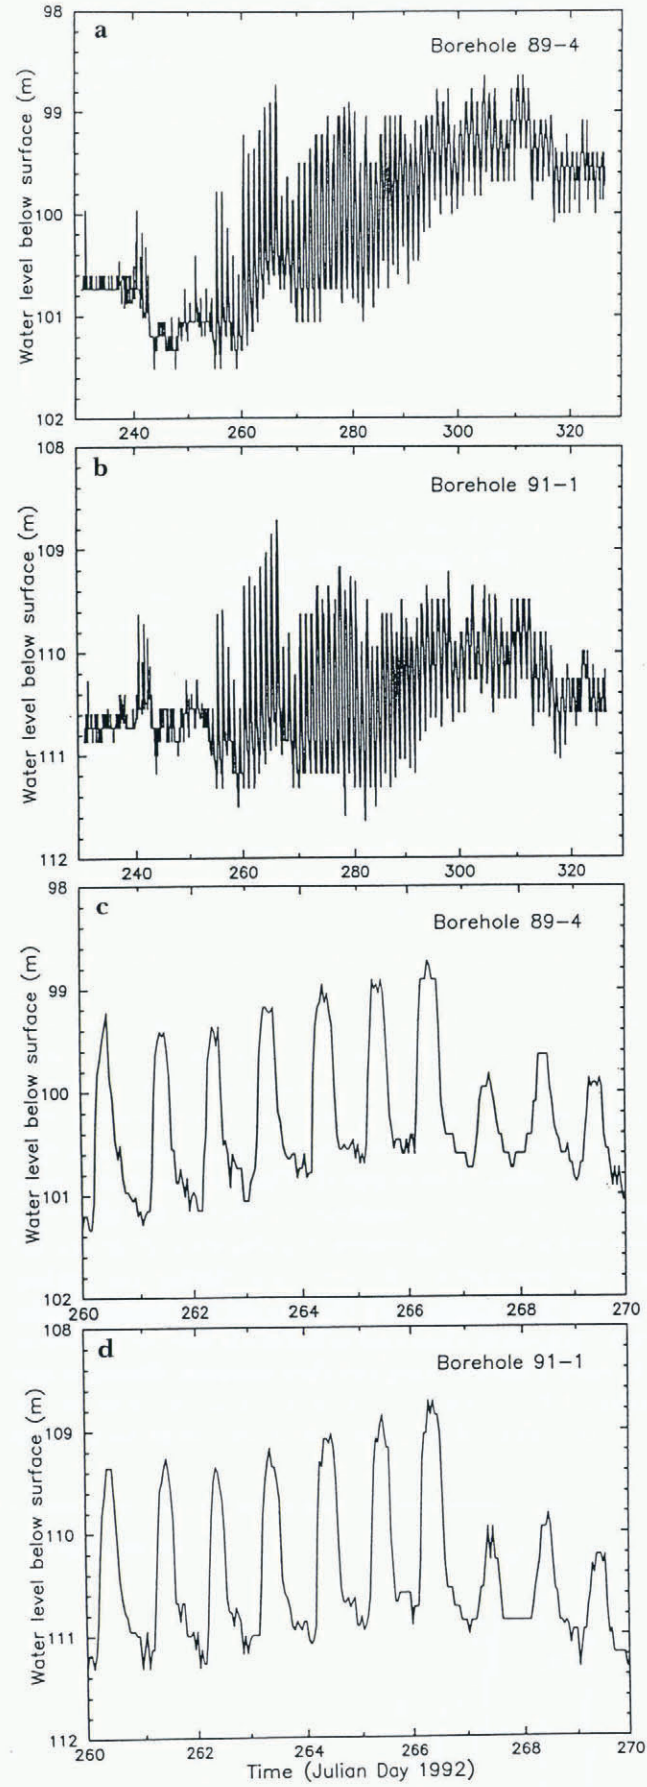 98
a
Borehole 89-4
99
100
101
102
Water level below surface (m)
240 260 280 300 320
108
b
Borehole 91-1
109
110
111
112
Water level below surface (m)
240 260 280 300 320
98
c
Borehole 89-4
99
100
101
102
Water level below surface (m)
260 262 264 266 268 270
108
d
Borehole 91-1
109
110
111
112
Water level below surface (m)
260 262 264 266 268 270
Time (Julian Day 1992)